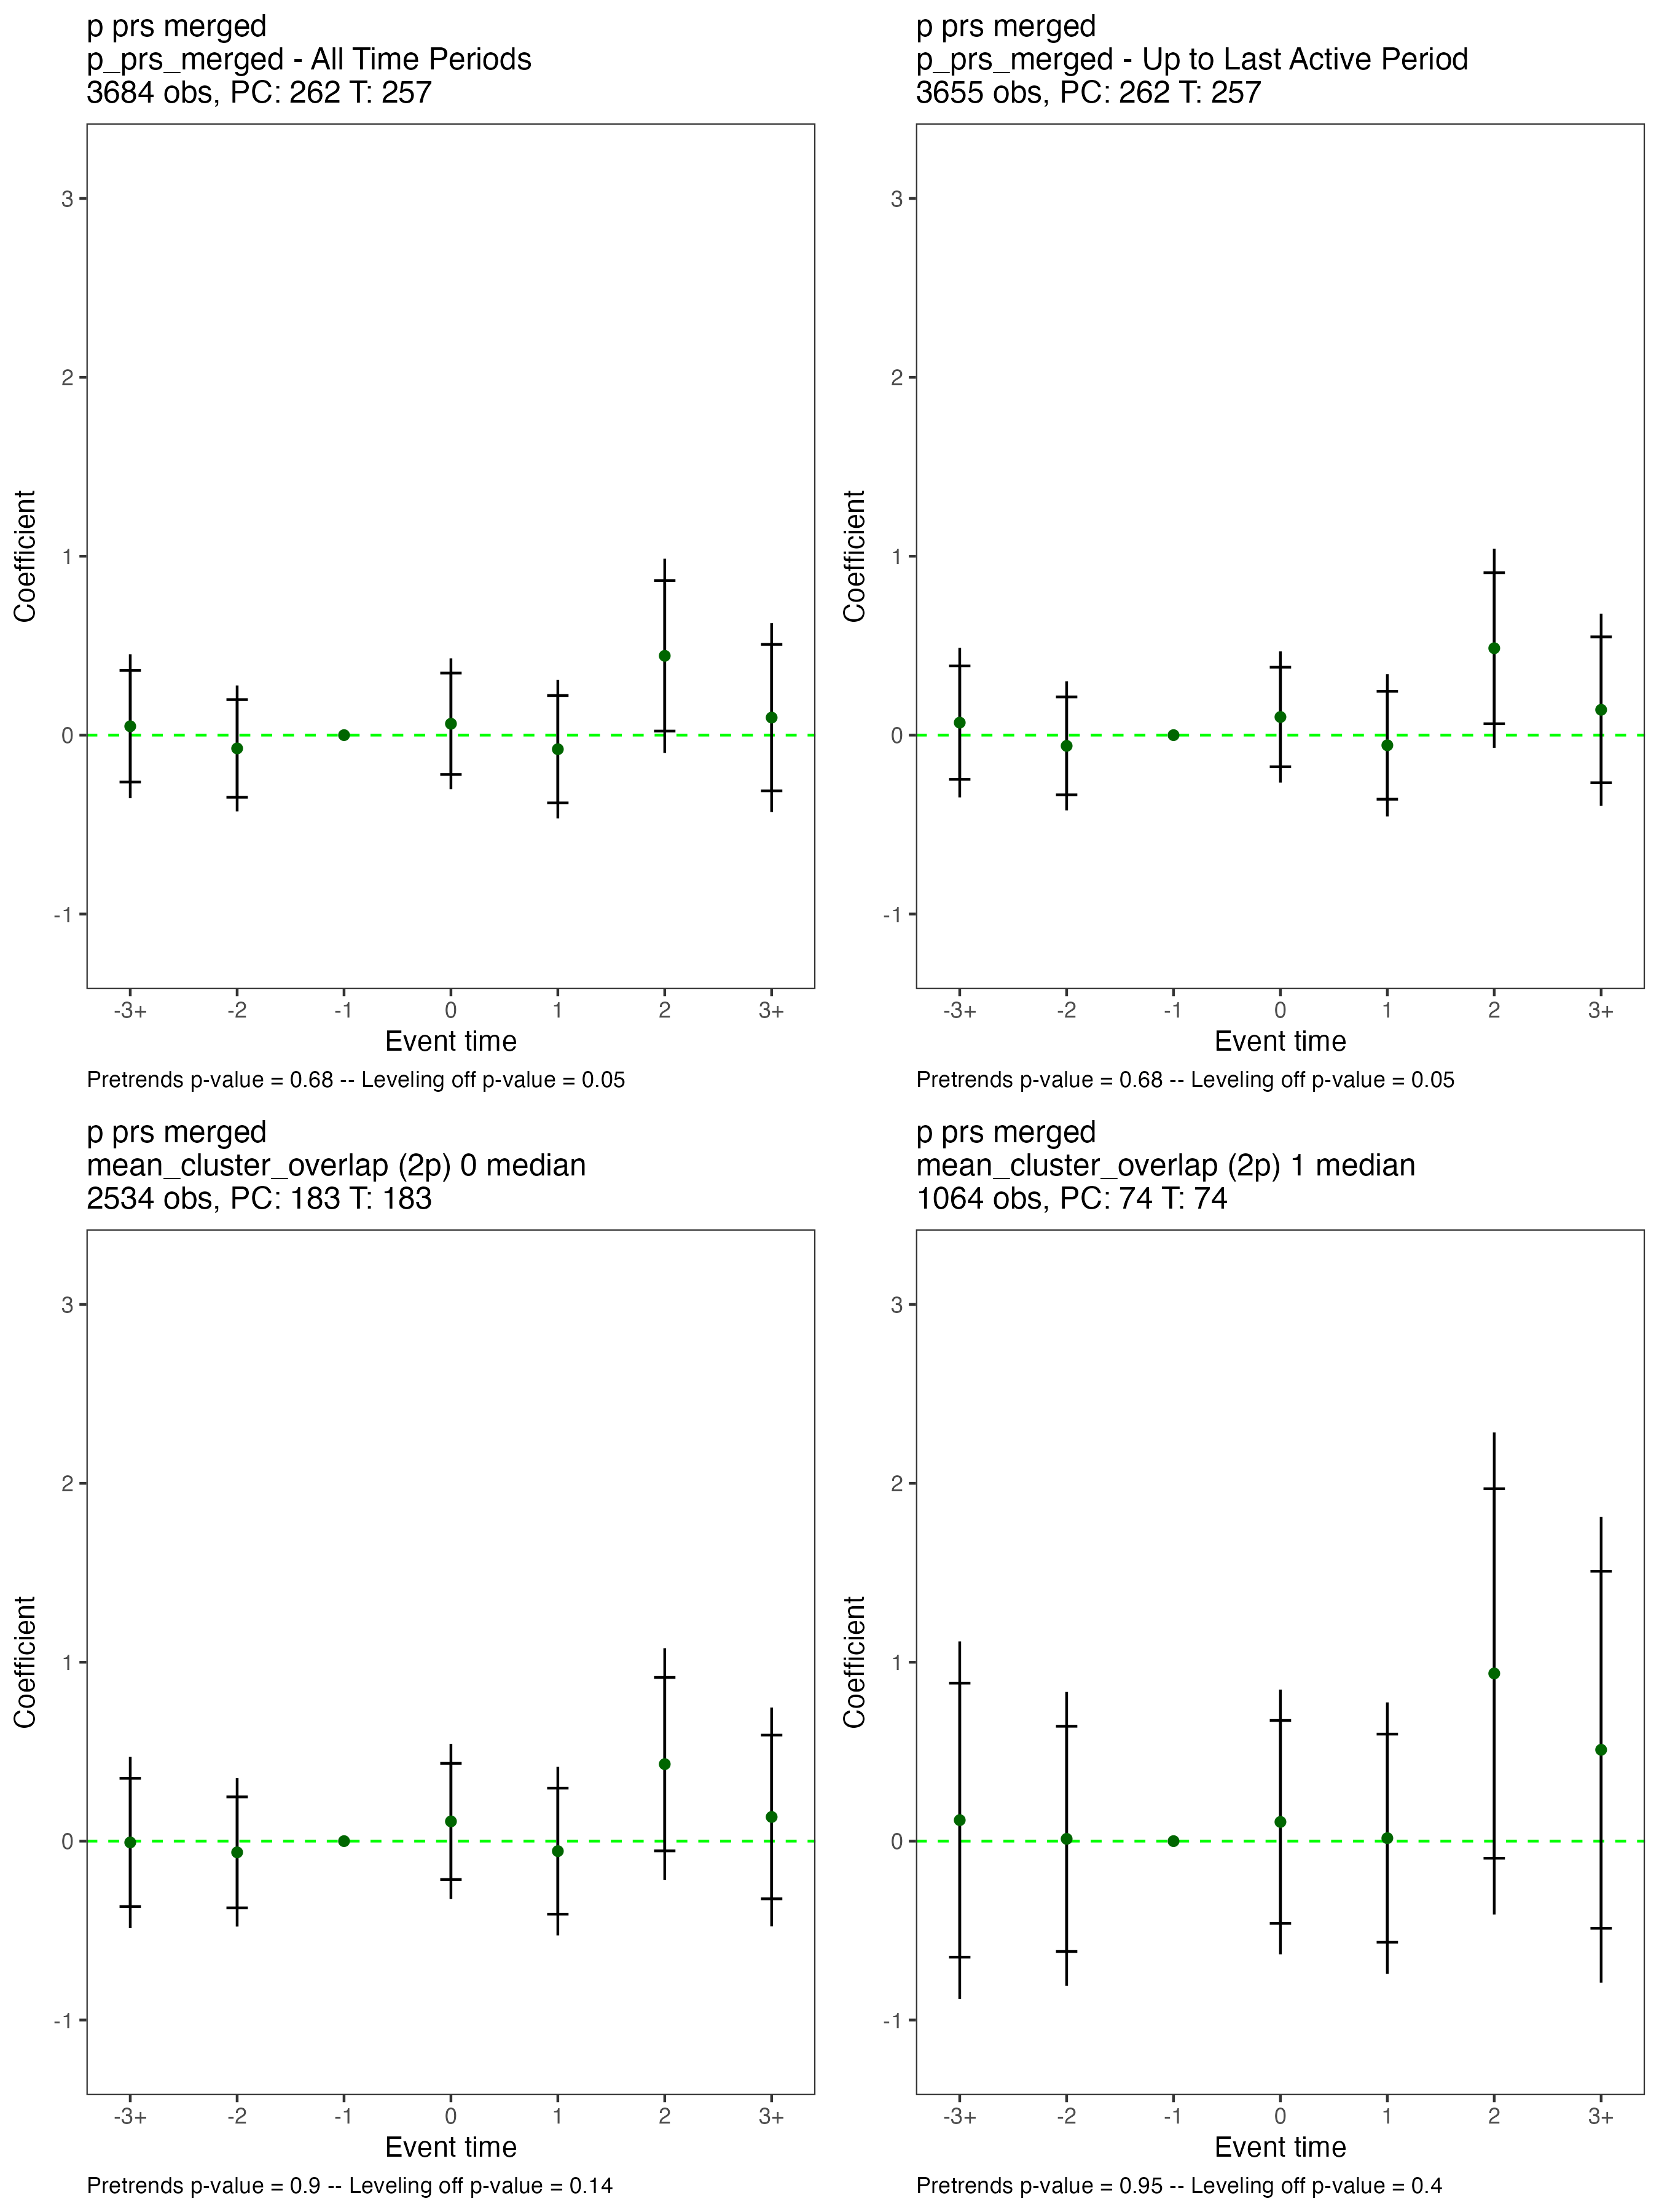 p prs merged
p_prs_merged - All Time Periods
3684 obs, PC: 262 T: 257
3
2
1
0
-1
Coefficient
-3+ -2 -1 0 1 2 3+
Event time
Pretrends p-value = 0.68 -- Leveling off p-value = 0.05
p prs merged
p_prs_merged - Up to Last Active Period
3655 obs, PC: 262 T: 257
3
2
1
0
-1
Coefficient
-3+ -2 -1 0 1 2 3+
Event time
Pretrends p-value = 0.68 -- Leveling off p-value = 0.05
p prs merged
mean_cluster_overlap (2p) 0 median
2534 obs, PC: 183 T: 183
3
2
1
0
-1
Coefficient
-3+ -2 -1 0 1 2 3+
Event time
Pretrends p-value = 0.9 -- Leveling off p-value = 0.14
p prs merged
mean_cluster_overlap (2p) 1 median
1064 obs, PC: 74 T: 74
3
2
1
0
-1
Coefficient
-3+ -2 -1 0 1 2 3+
Event time
Pretrends p-value = 0.95 -- Leveling off p-value = 0.4